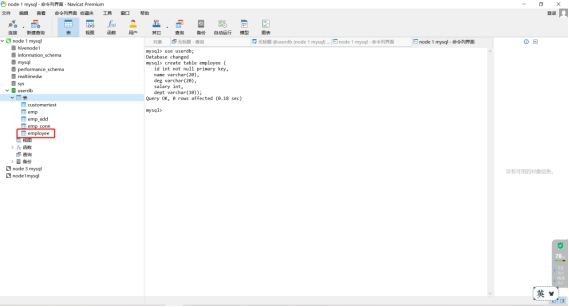 node 1 mysql - 命令列界面 - Navicat Premium
文件 编辑 查看 命令列界面 收藏夹 工具 窗口 帮助
登录
连接 新建查询 表 视图 函数 用户 其它 查询 备份 自动运行 模型 图表
node 1 mysql
对象
node 1 mysql - 命令列界面
node 1 mysql - 命令列界面
hivenode1
information_schema
mysql
performance_schema
realtimedw
sys
userdb
表
customertest
emp
emp_add
emp_conn
employee
视图
函数
查询
备份
node 3 mysql
node1mysql
mysql> use userdb;
Database changed
mysql> create table employee (
id int not null primary key,
name varchar(20),
deg varchar(20),
salary int,
dept varchar(10));
Query OK, 0 rows affected (0.18 sec)
mysql>
没有可用的对象信息。
英